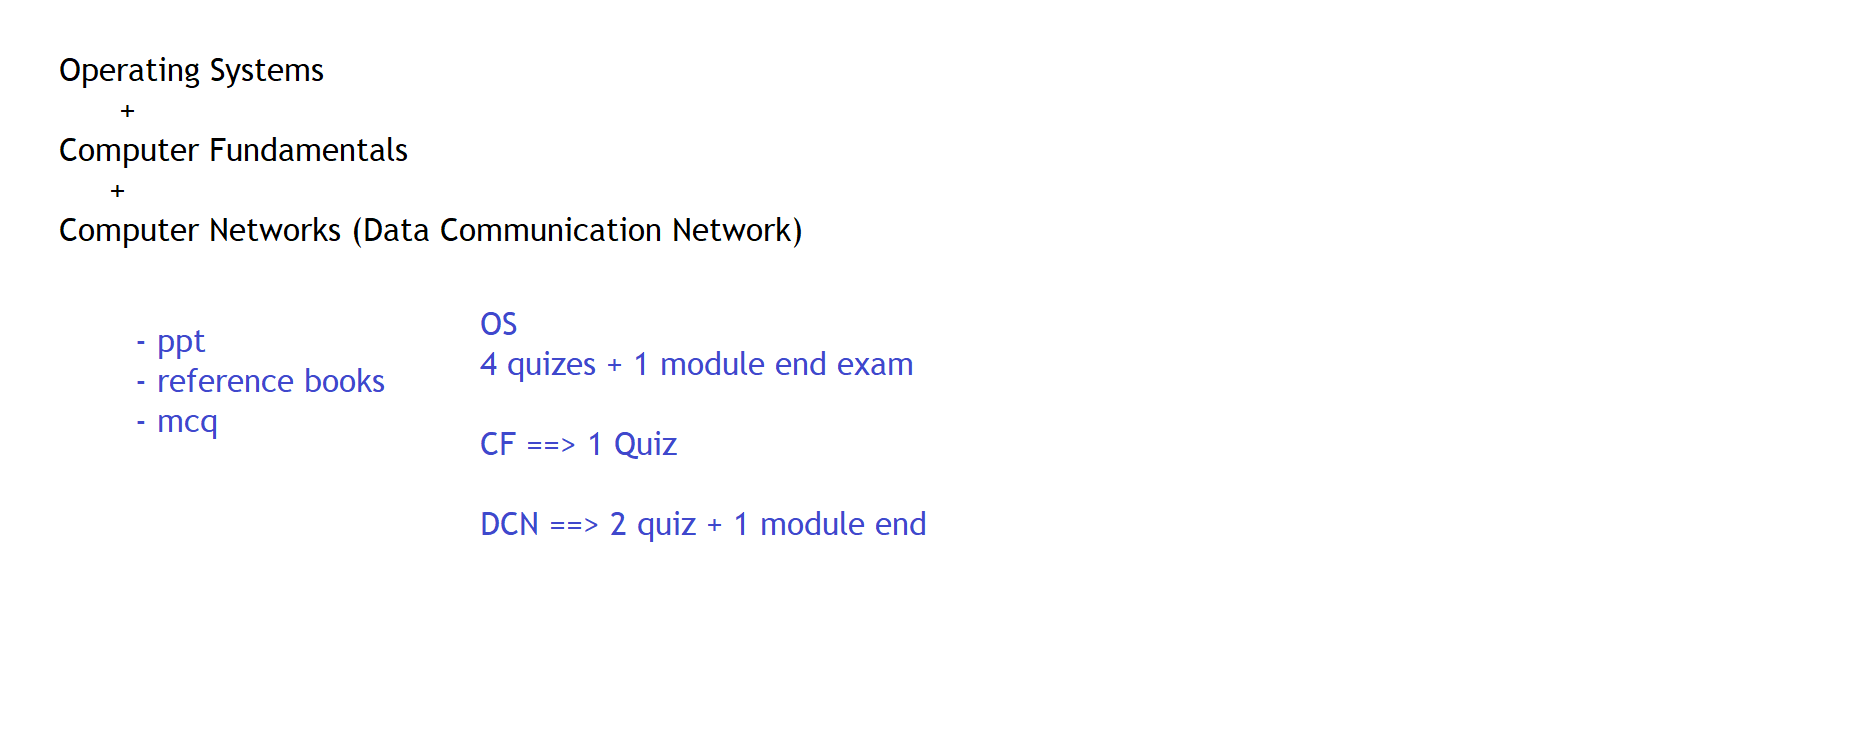 Operating Systems
+
Computer Fundamentals
+
Computer Networks (Data Communication Network)
- ppt
- reference books
- mcq
OS
4 quizes + 1 module end exam
CF ==> 1 Quiz
DCN ==> 2 quiz + 1 module end